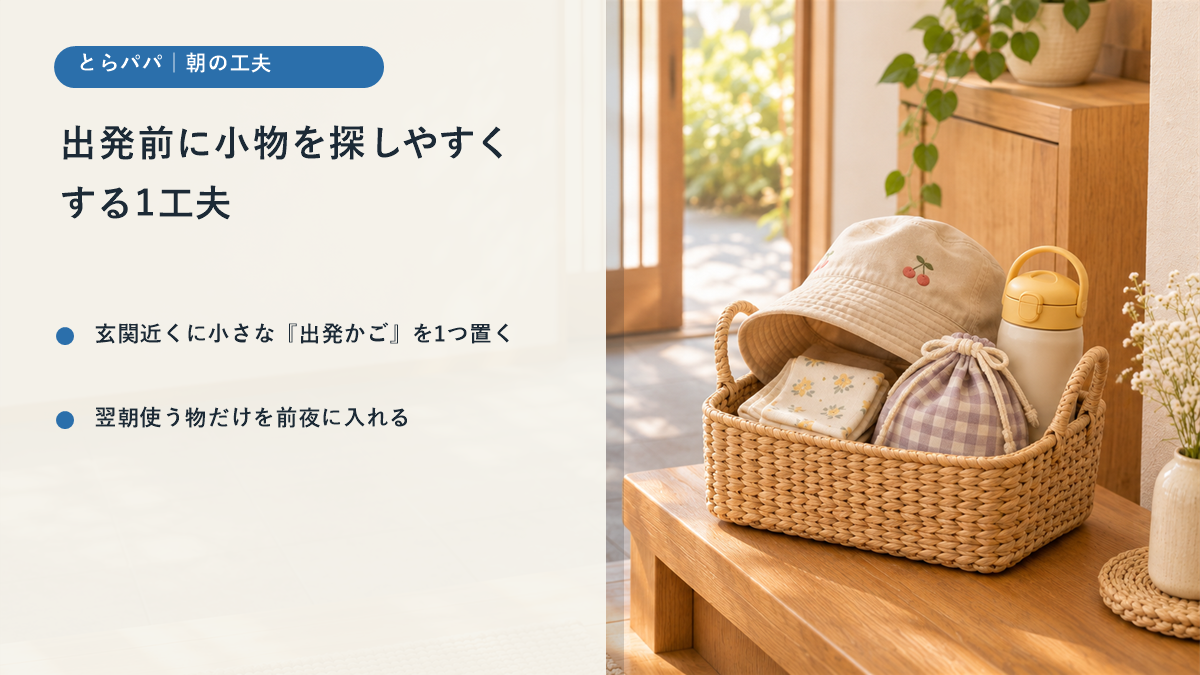 とらパパ｜朝の工夫
出発前に小物を探しやすく
する1工夫
玄関近くに小さな『出発かご』を1つ置く
翌朝使う物だけを前夜に入れる